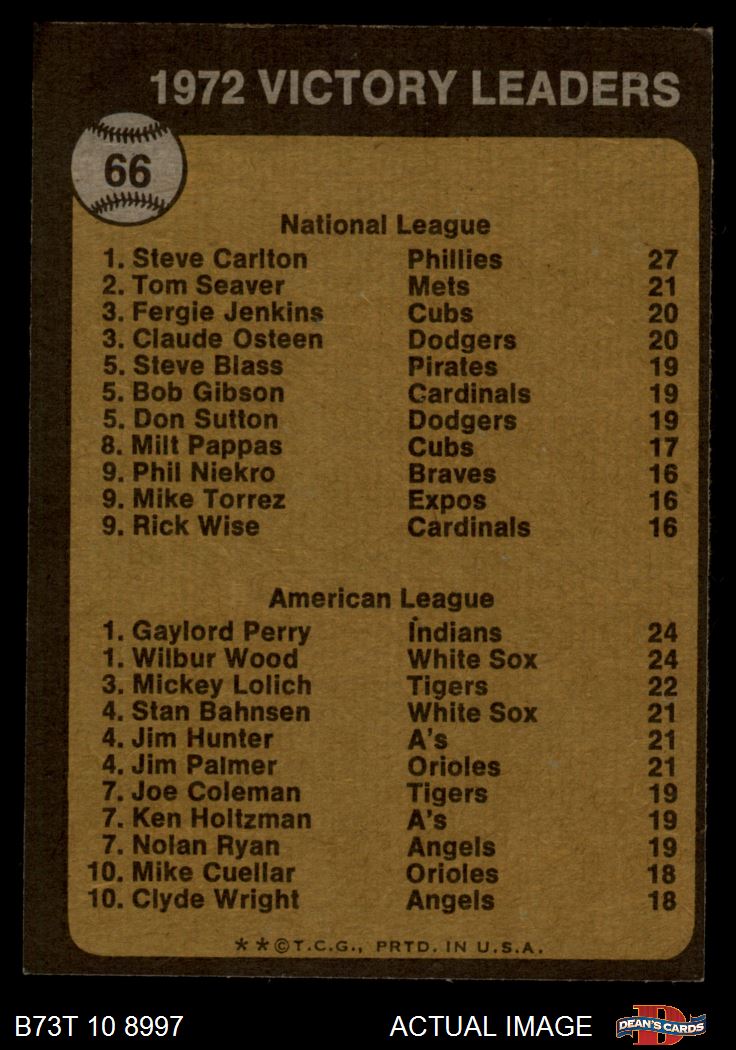 1972 VICTORY LEADERS
66
National League
1. Steve Carlton Phillies 27
2. Tom Seaver Mets 21
3. Fergie Jenkins Cubs 20
3. Claude Osteen Dodgers 20
5. Steve Blass Pirates 19
5. Bob Gibson Cardinals 19
5. Don Sutton Dodgers 19
8. Milt Pappas Cubs 17
9. Phil Niekro Braves 16
9. Mike Torrez Expos 16
9. Rick Wise Cardinals 16
American League
1. Gaylord Perry Indians 24
1. Wilbur Wood White Sox 24
3. Mickey Lolich Tigers 22
4. Stan Bahnsen White Sox 21
4. Jim Hunter A's 21
4. Jim Palmer Orioles 21
7. Joe Coleman Tigers 19
7. Ken Holtzman A's 19
7. Nolan Ryan Angels 19
10. Mike Cuellar Orioles 18
10. Clyde Wright Angels 18
**©T.C.G., PRTD. IN U.S.A.
B73T 10 8997 ACTUAL IMAGE D DEAN'S CARDS